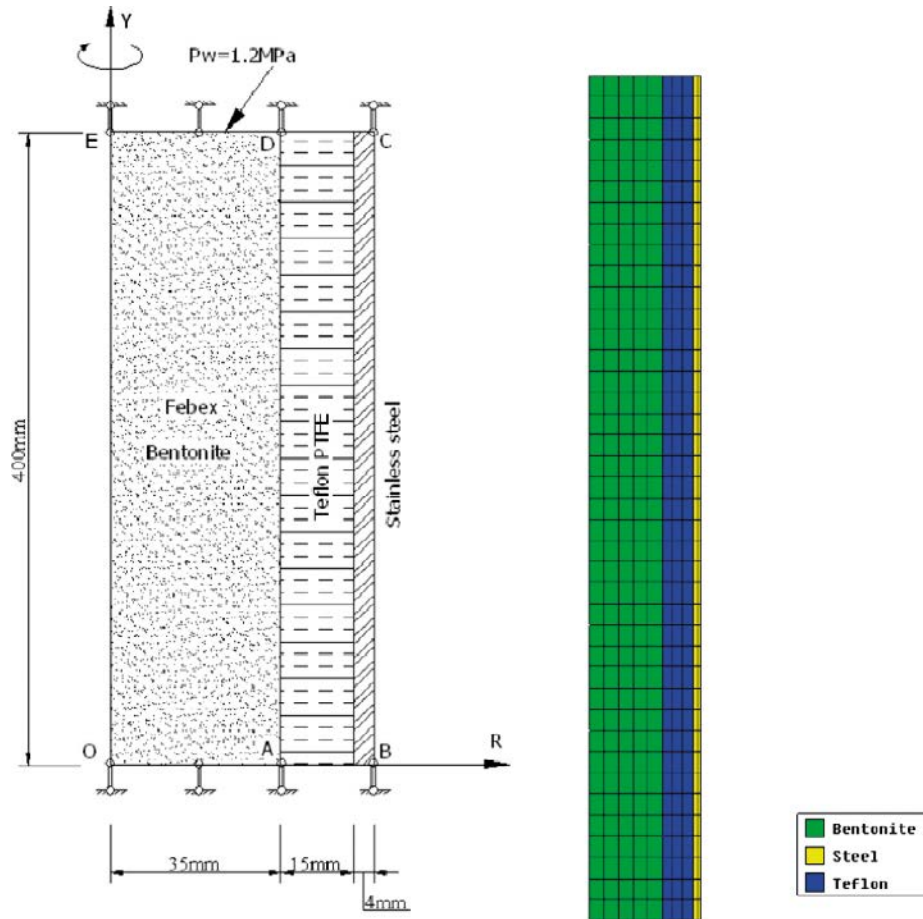 Y
Pw=1.2MPa
E
D
C
400mm
Febex
Bentonite
Teflon PTFE
Stainless steel
O
A
B
R
35mm
15mm
4mm
Bentonite
Steel
Teflon